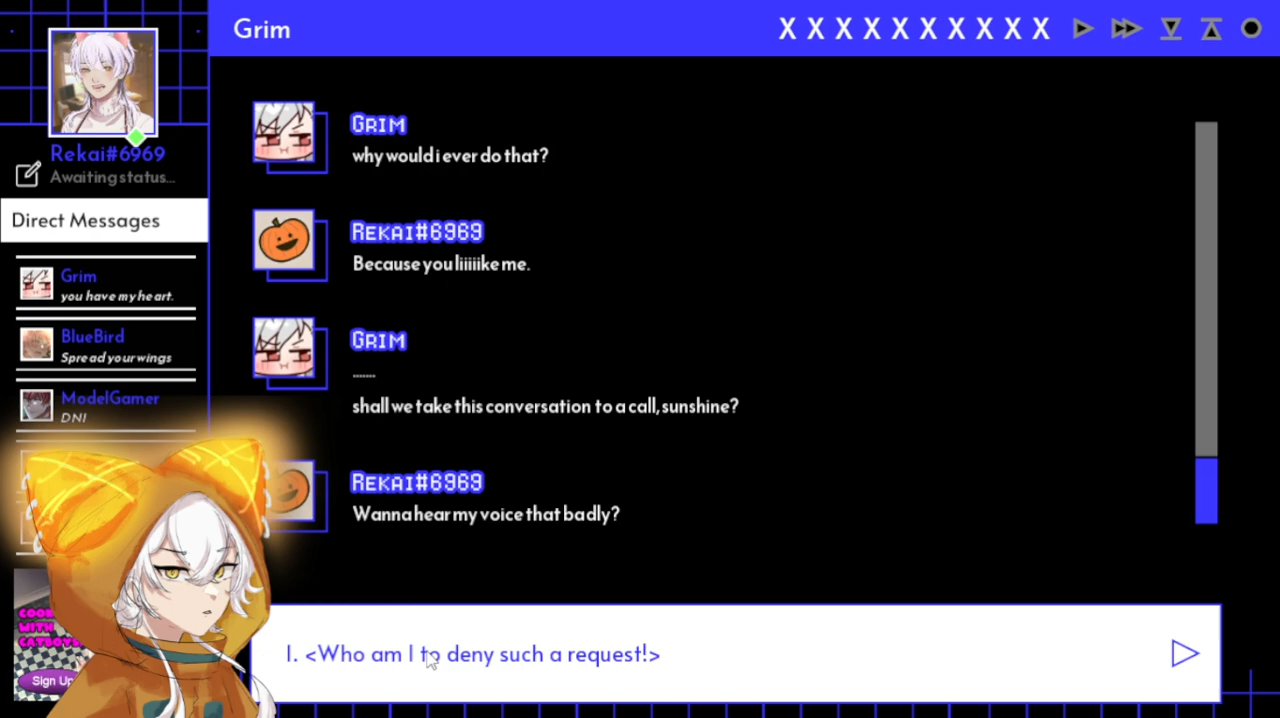 Grim
X X X X X X X X X X
Rekai#6969
Awaiting status...
Direct Messages
Grim
you have my heart.
BlueBird
Spread your wings
ModelGamer
DNI
COOK
WITH
CATBOYS
Sign Up
GRIM
why would i ever do that?
REKAI#6969
Because you liiiiike me.
GRIM
.......
shall we take this conversation to a call, sunshine?
REKAI#6969
Wanna hear my voice that badly?
1. <Who am I to deny such a request!>